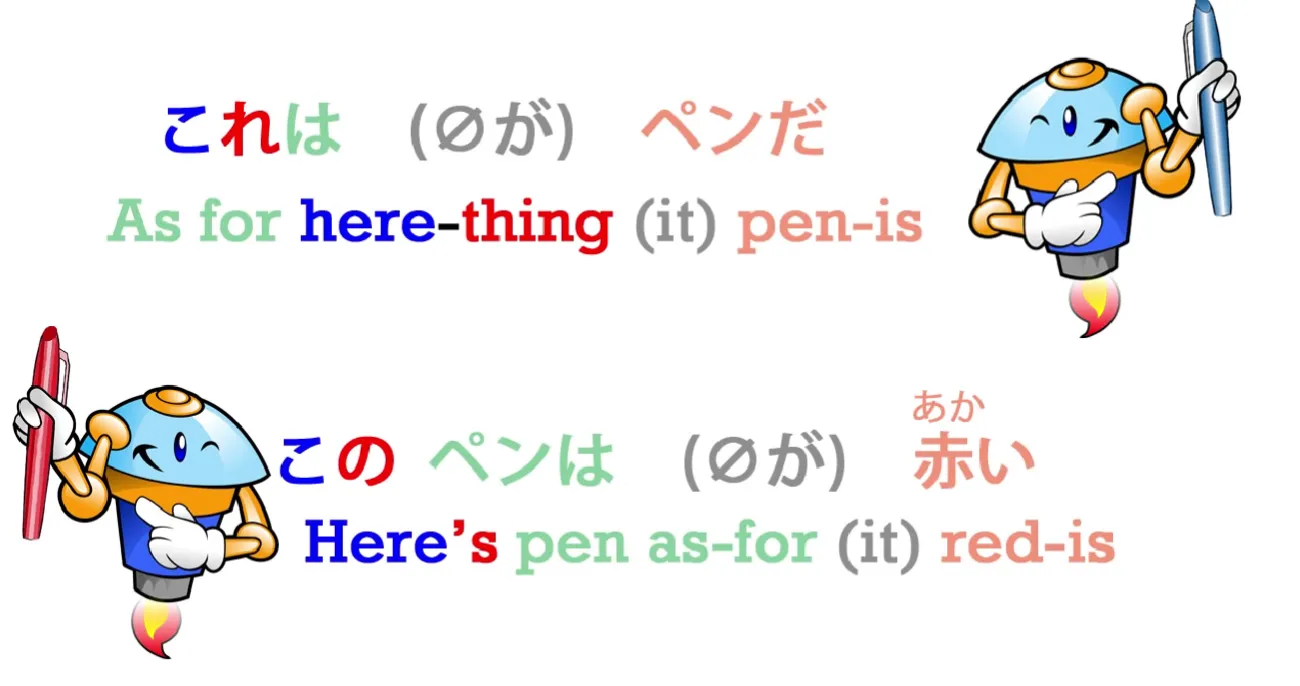 これは (∅が) ペンだ
As for here-thing (it) pen-is
あか
この ペンは (∅が) 赤い
Here's pen as-for (it) red-is